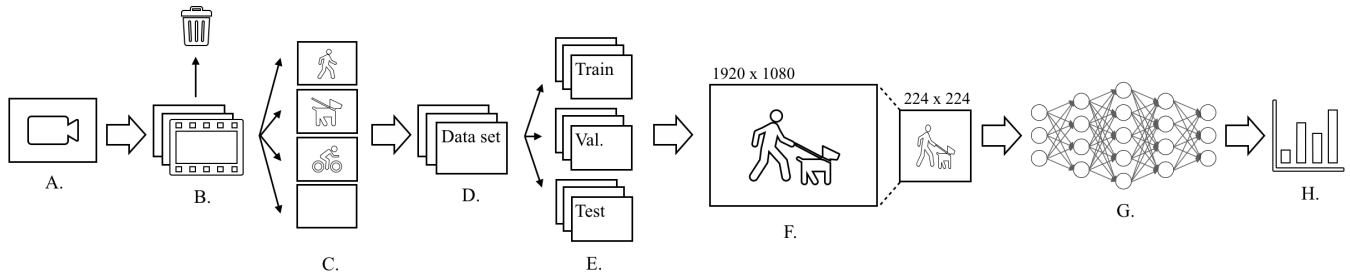 A.
B.
C.
Data set
D.
Train
Val.
Test
E.
1920 x 1080
F.
224 x 224
G.
H.